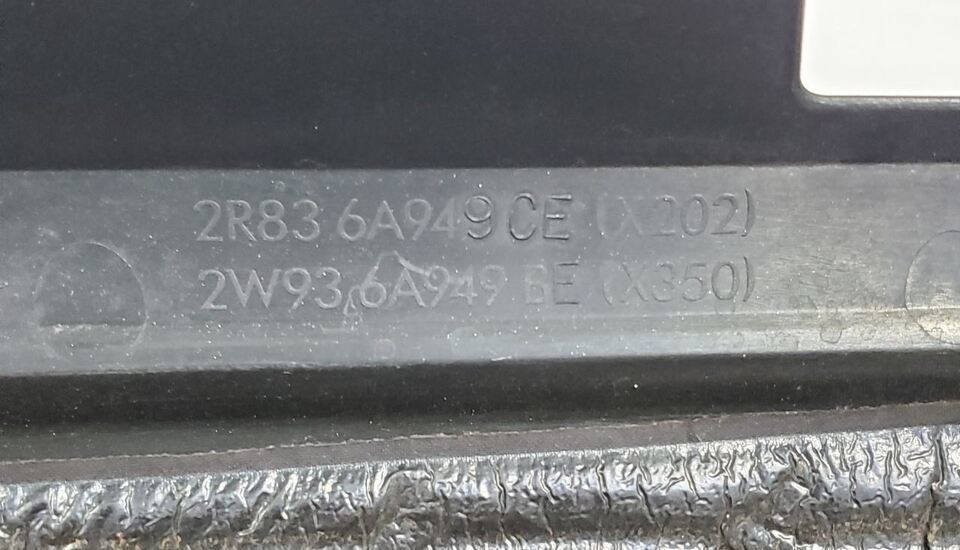 2R83 6A949 CE (X202)
2W93 6A949 BE (X350)